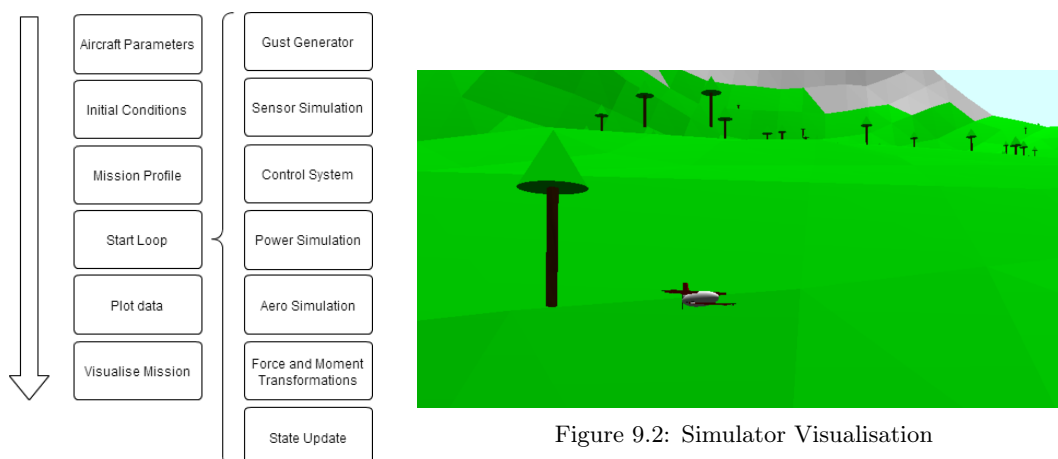 Aircraft Parameters
Initial Conditions
Mission Profile
Start Loop
Plot data
Visualise Mission
Gust Generator
Sensor Simulation
Control System
Power Simulation
Aero Simulation
Force and Moment
Transformations
State Update
Figure 9.2: Simulator Visualisation